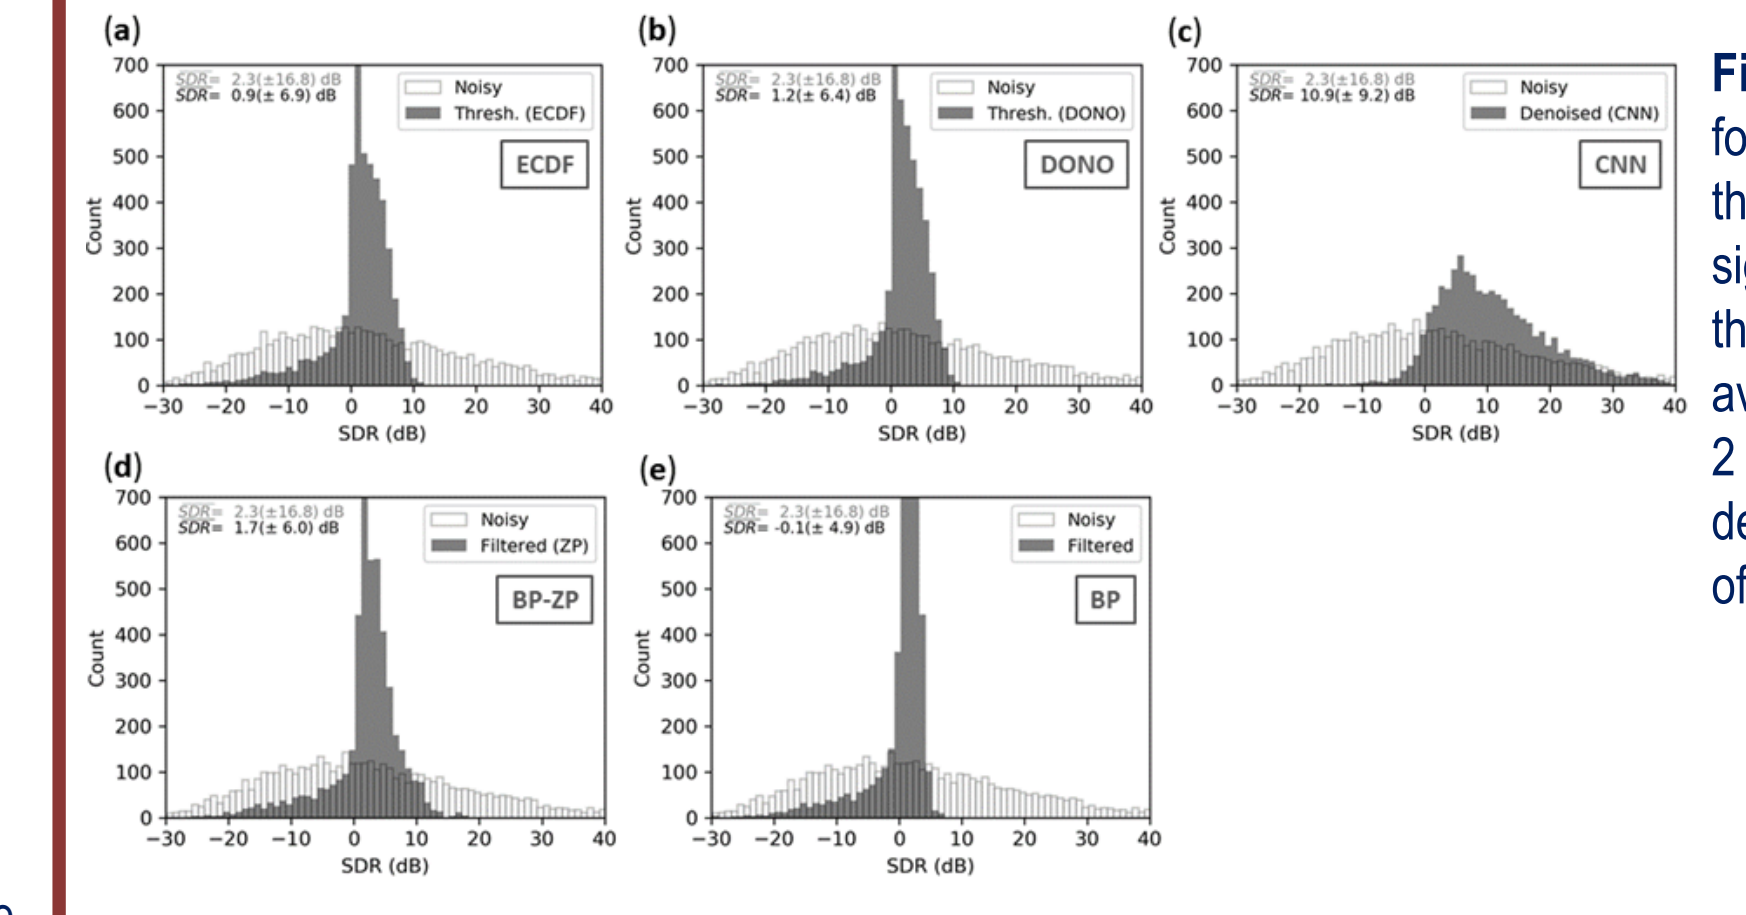 (a)
700
600
500
400
300
200
100
0
Count
SDR= 2.3(±16.8) dB
SDR= 0.9(± 6.9) dB
Noisy
Thresh. (ECDF)
ECDF
−30 −20 −10 0 10 20 30 40
SDR (dB)
(b)
700
600
500
400
300
200
100
0
Count
SDR= 2.3(±16.8) dB
SDR= 1.2(± 6.4) dB
Noisy
Thresh. (DONO)
DONO
−30 −20 −10 0 10 20 30 40
SDR (dB)
(c)
700
600
500
400
300
200
100
0
Count
SDR= 2.3(±16.8) dB
SDR= 10.9(± 9.2) dB
Noisy
Denoised (CNN)
CNN
−30 −20 −10 0 10 20 30 40
SDR (dB)
(d)
700
600
500
400
300
200
100
0
Count
SDR= 2.3(±16.8) dB
SDR= 1.7(± 6.0) dB
Noisy
Filtered (ZP)
BP-ZP
−30 −20 −10 0 10 20 30 40
SDR (dB)
(e)
700
600
500
400
300
200
100
0
Count
SDR= 2.3(±16.8) dB
SDR= -0.1(± 4.9) dB
Noisy
Filtered
BP
−30 −20 −10 0 10 20 30 40
SDR (dB)
Fi
fo
th
sig
th
av
2
de
of